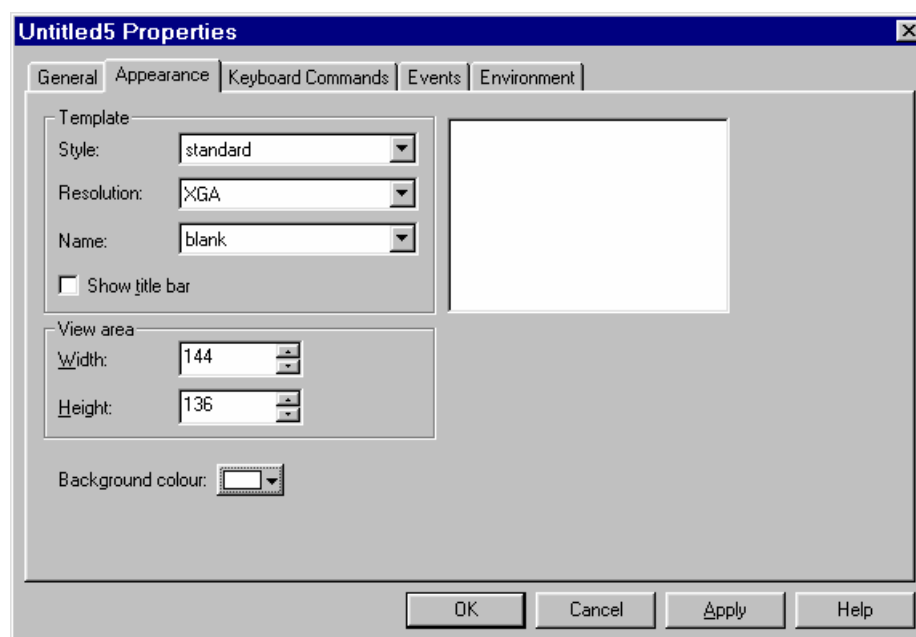 Untitled5 Properties
General Appearance Keyboard Commands Events Environment
Template
Style: standard
Resolution: XGA
Name: blank
Show title bar
View area
Width: 144
Height: 136
Background colour:
OK Cancel Apply Help